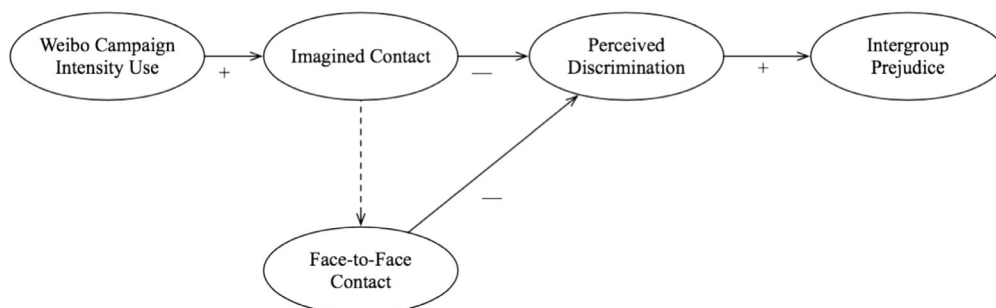 Weibo Campaign
Intensity Use
+
Imagined Contact
—
Perceived
Discrimination
+
Intergroup
Prejudice
—
Face-to-Face
Contact